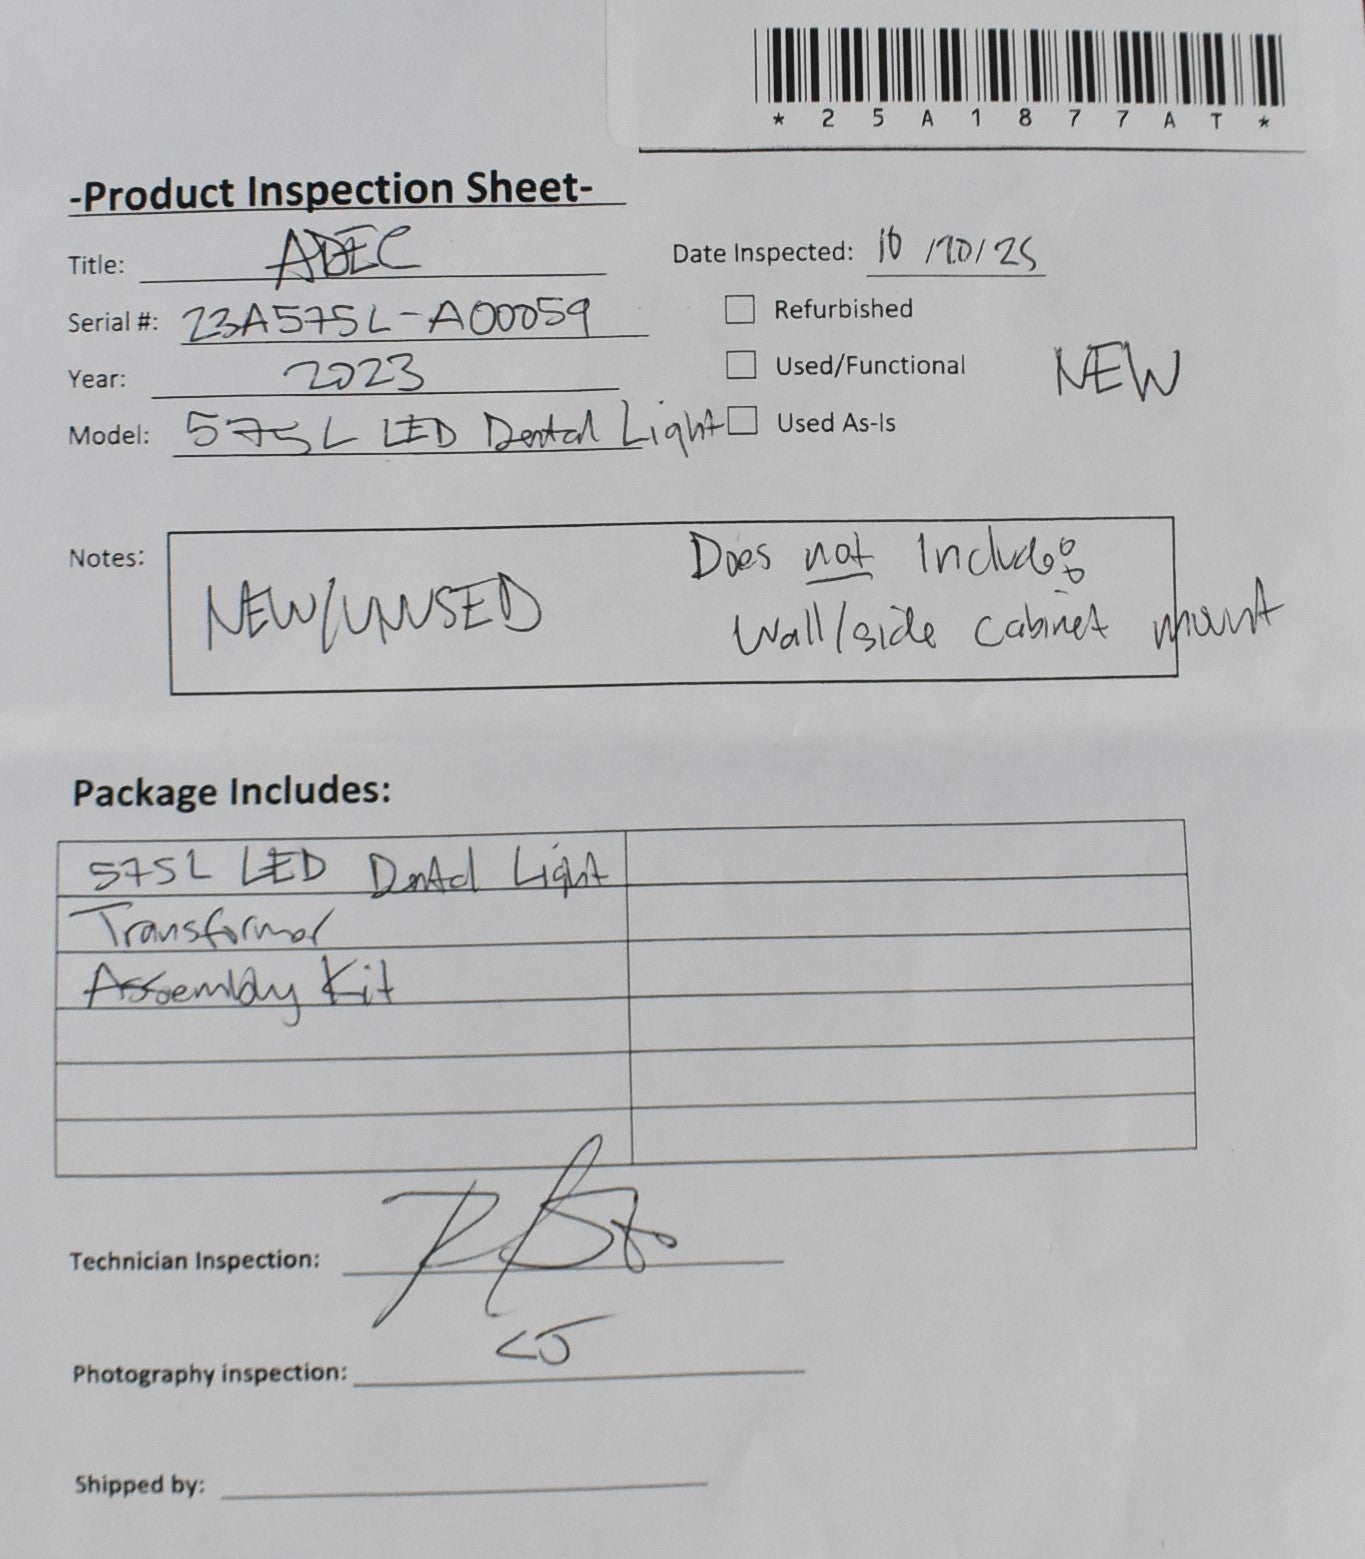 *25A1877AT*
-Product Inspection Sheet-
Title: ADEC
Date Inspected: 10/20/25
Serial #: 23A575L-A00059
Refurbished
Year: 2023
Used/Functional
NEW
Model: 575L LED Dental Light
Used As-Is
Notes:
NEW/UNUSED
Does not Include:
Wall/side cabinet mount
Package Includes:
575L LED Dental Light
Transformer
Assembly Kit
Technician Inspection:
Photography inspection: CJ
Shipped by: